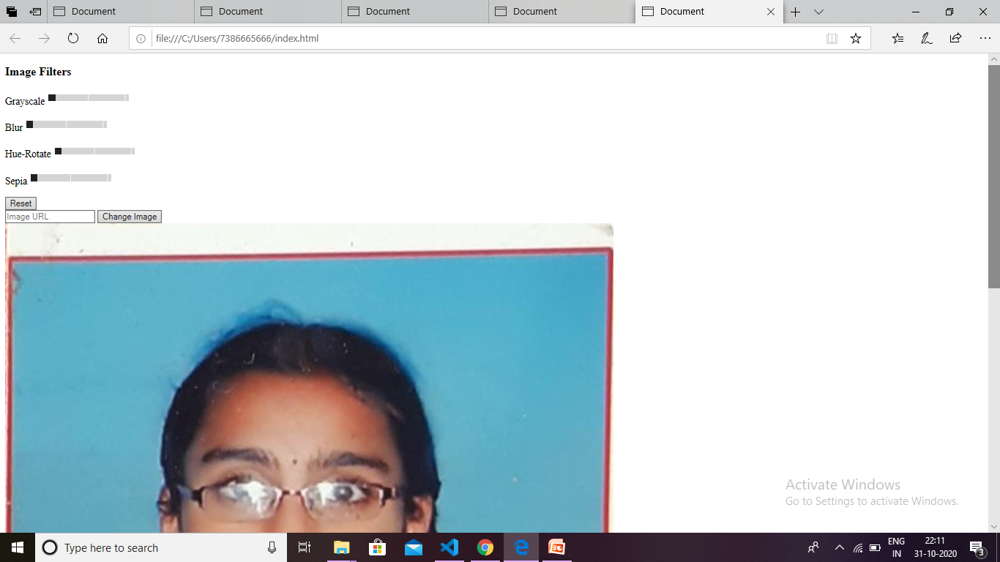 Document Document Document Document Document
file:///C:/Users/7386665666/index.html
Image Filters
Grayscale
Blur
Hue-Rotate
Sepia
Reset
Image URL Change Image
Activate Windows
Go to Settings to activate Windows.
Type here to search
ENG 22:11
IN 31-10-2020 3